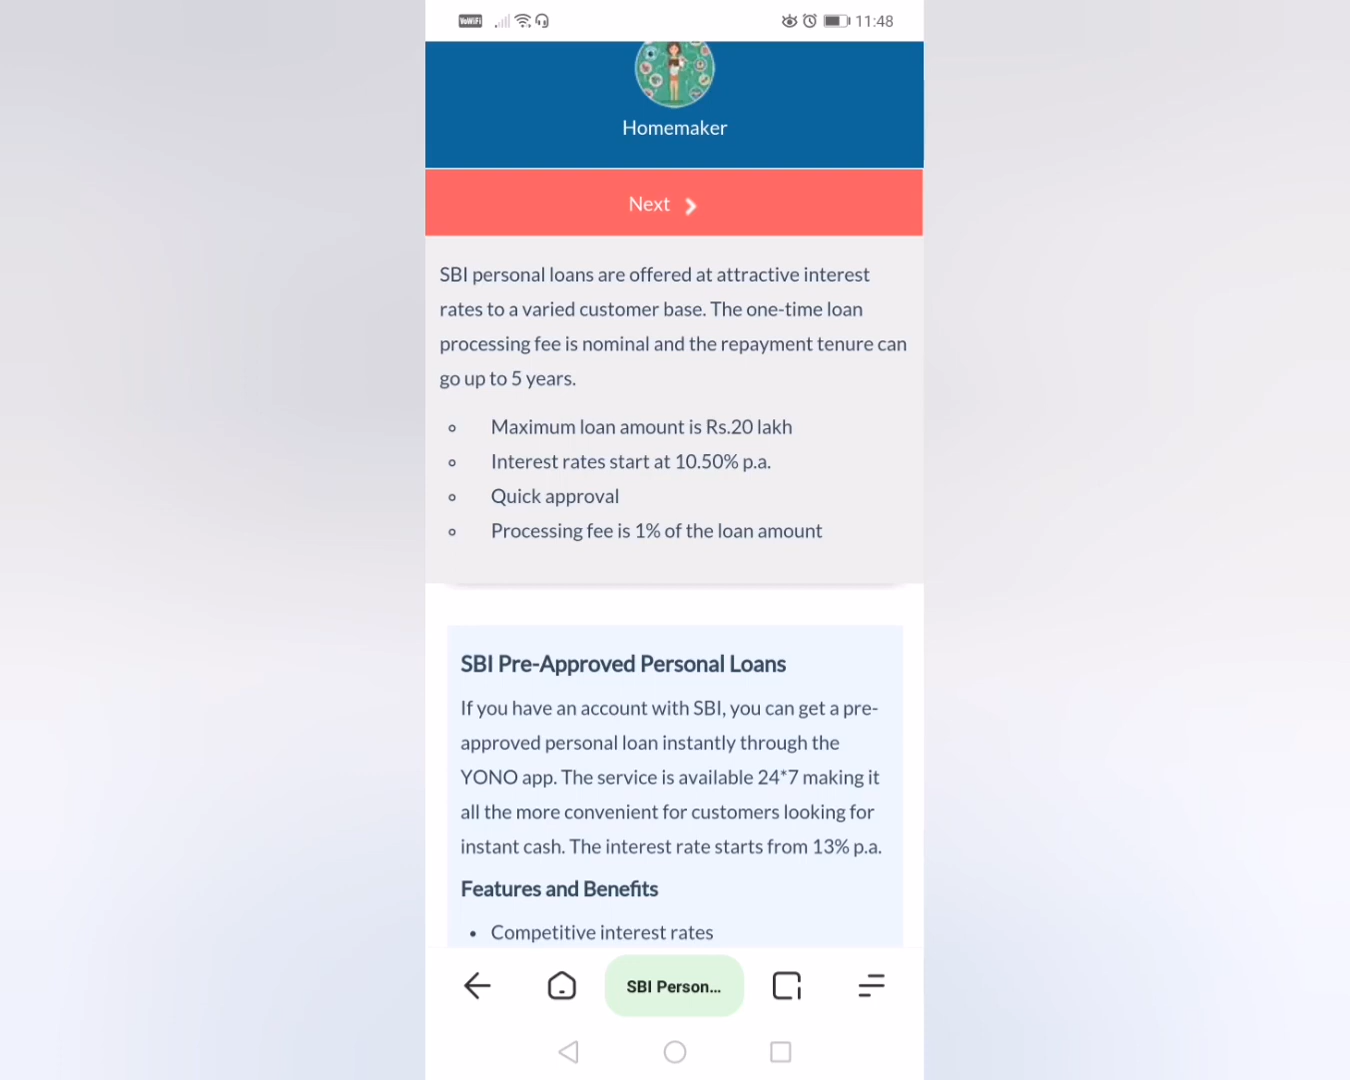 VoWiFi
11:48
Homemaker
Next
SBI personal loans are offered at attractive interest
rates to a varied customer base. The one-time loan
processing fee is nominal and the repayment tenure can
go up to 5 years.
Maximum loan amount is Rs.20 lakh
Interest rates start at 10.50% p.a.
Quick approval
Processing fee is 1% of the loan amount
SBI Pre-Approved Personal Loans
If you have an account with SBI, you can get a pre-
approved personal loan instantly through the
YONO app. The service is available 24*7 making it
all the more convenient for customers looking for
instant cash. The interest rate starts from 13% p.a.
Features and Benefits
• Competitive interest rates
SBI Person...